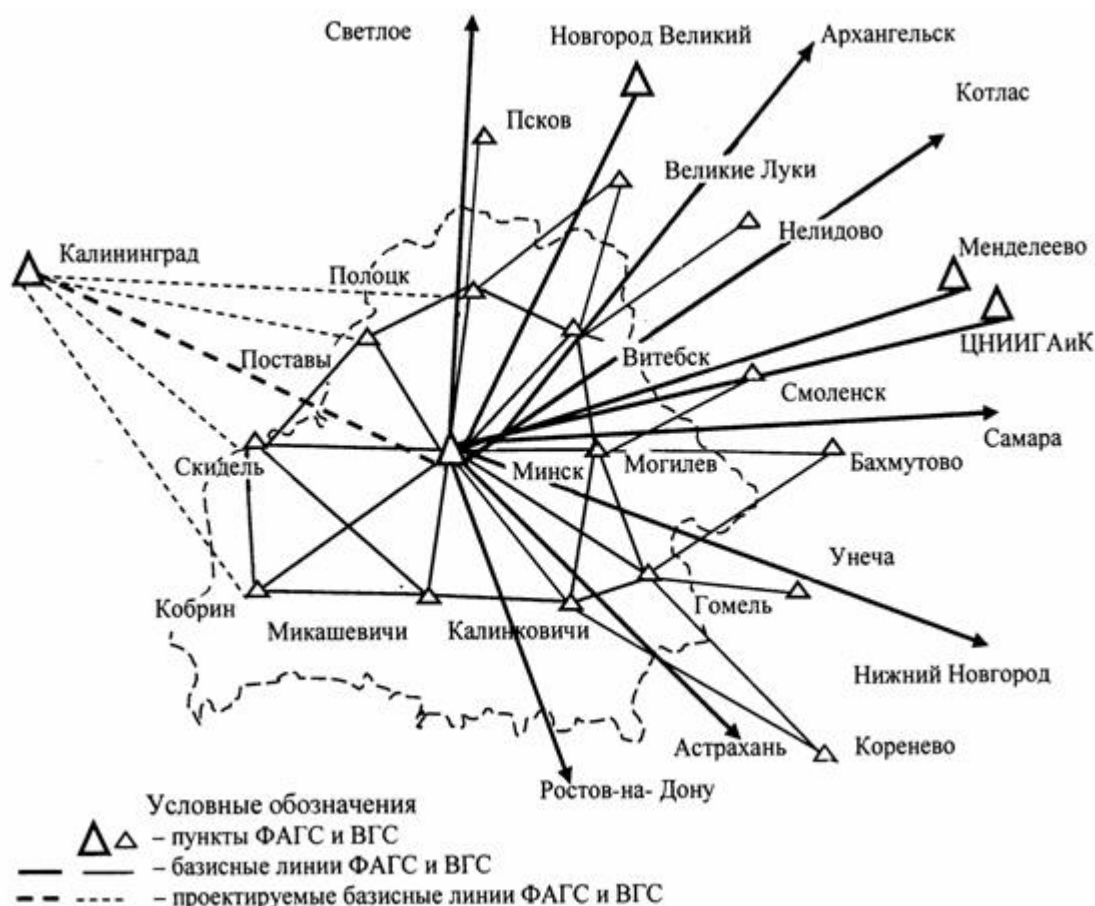 Светлое
Новгород Великий
Архангельск
Котлас
Псков
Великие Луки
Нелидово
Менделеево
Калининград
Полоцк
ЦНИИГАиК
Поставы
Витебск
Смоленск
Самара
Скидель
Минск
Могилев
Бахмутово
Унеча
Кобрин
Гомель
Микашевичи
Калинковичи
Нижний Новгород
Астрахань
Коренево
Ростов-на- Дону
Условные обозначения
– пункты ФАГС и ВГС
– базисные линии ФАГС и ВГС
– проектируемые базисные линии ФАГС и ВГС